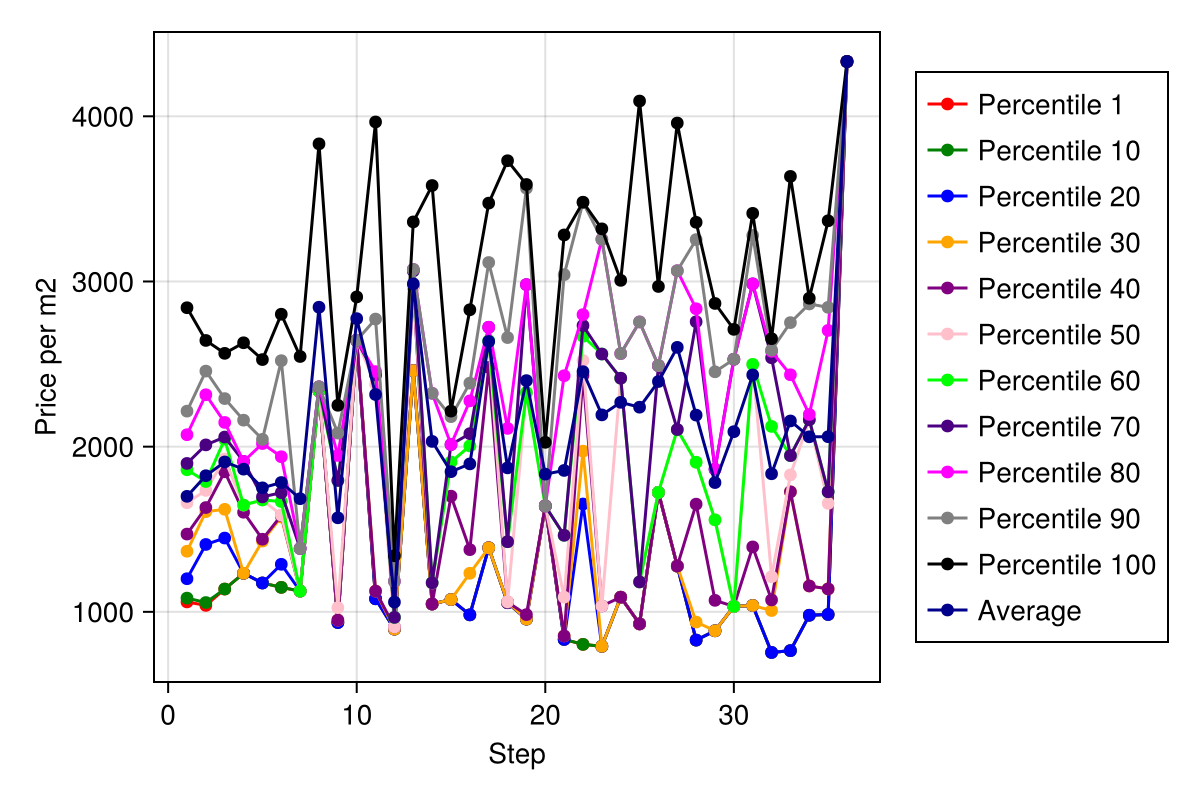 4000
3000
2000
1000
Price per m2
0 10 20 30
Step
Percentile 1
Percentile 10
Percentile 20
Percentile 30
Percentile 40
Percentile 50
Percentile 60
Percentile 70
Percentile 80
Percentile 90
Percentile 100
Average